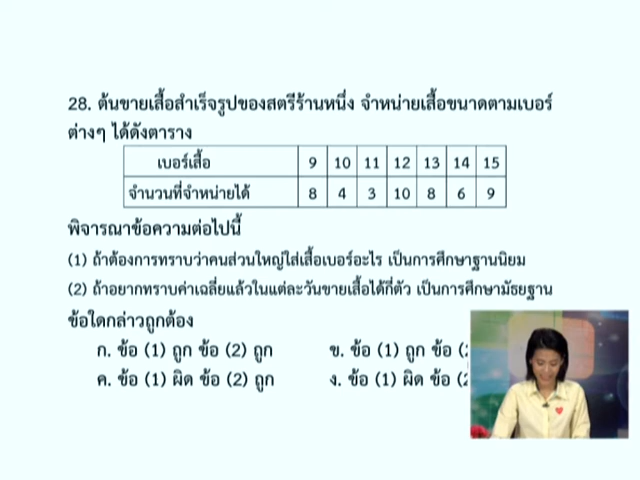 28. ต้นขายเสื้อสำเร็จรูปของสตรีร้านหนึ่ง จำหน่ายเสื้อขนาดตามเบอร์
ต่างๆ ได้ดังตาราง
เบอร์เสื้อ 9 10 11 12 13 14 15
จำนวนที่จำหน่ายได้ 8 4 3 10 8 6 9
พิจารณาข้อความต่อไปนี้
(1) ถ้าต้องการทราบว่าคนส่วนใหญ่ใส่เสื้อเบอร์อะไร เป็นการศึกษาฐานนิยม
(2) ถ้าอยากทราบค่าเฉลี่ยแล้วในแต่ละวันขายเสื้อได้กี่ตัว เป็นการศึกษามัธยฐาน
ข้อใดกล่าวถูกต้อง
ก. ข้อ (1) ถูก ข้อ (2) ถูก ข. ข้อ (1) ถูก ข้อ (2
ค. ข้อ (1) ผิด ข้อ (2) ถูก ง. ข้อ (1) ผิด ข้อ (2